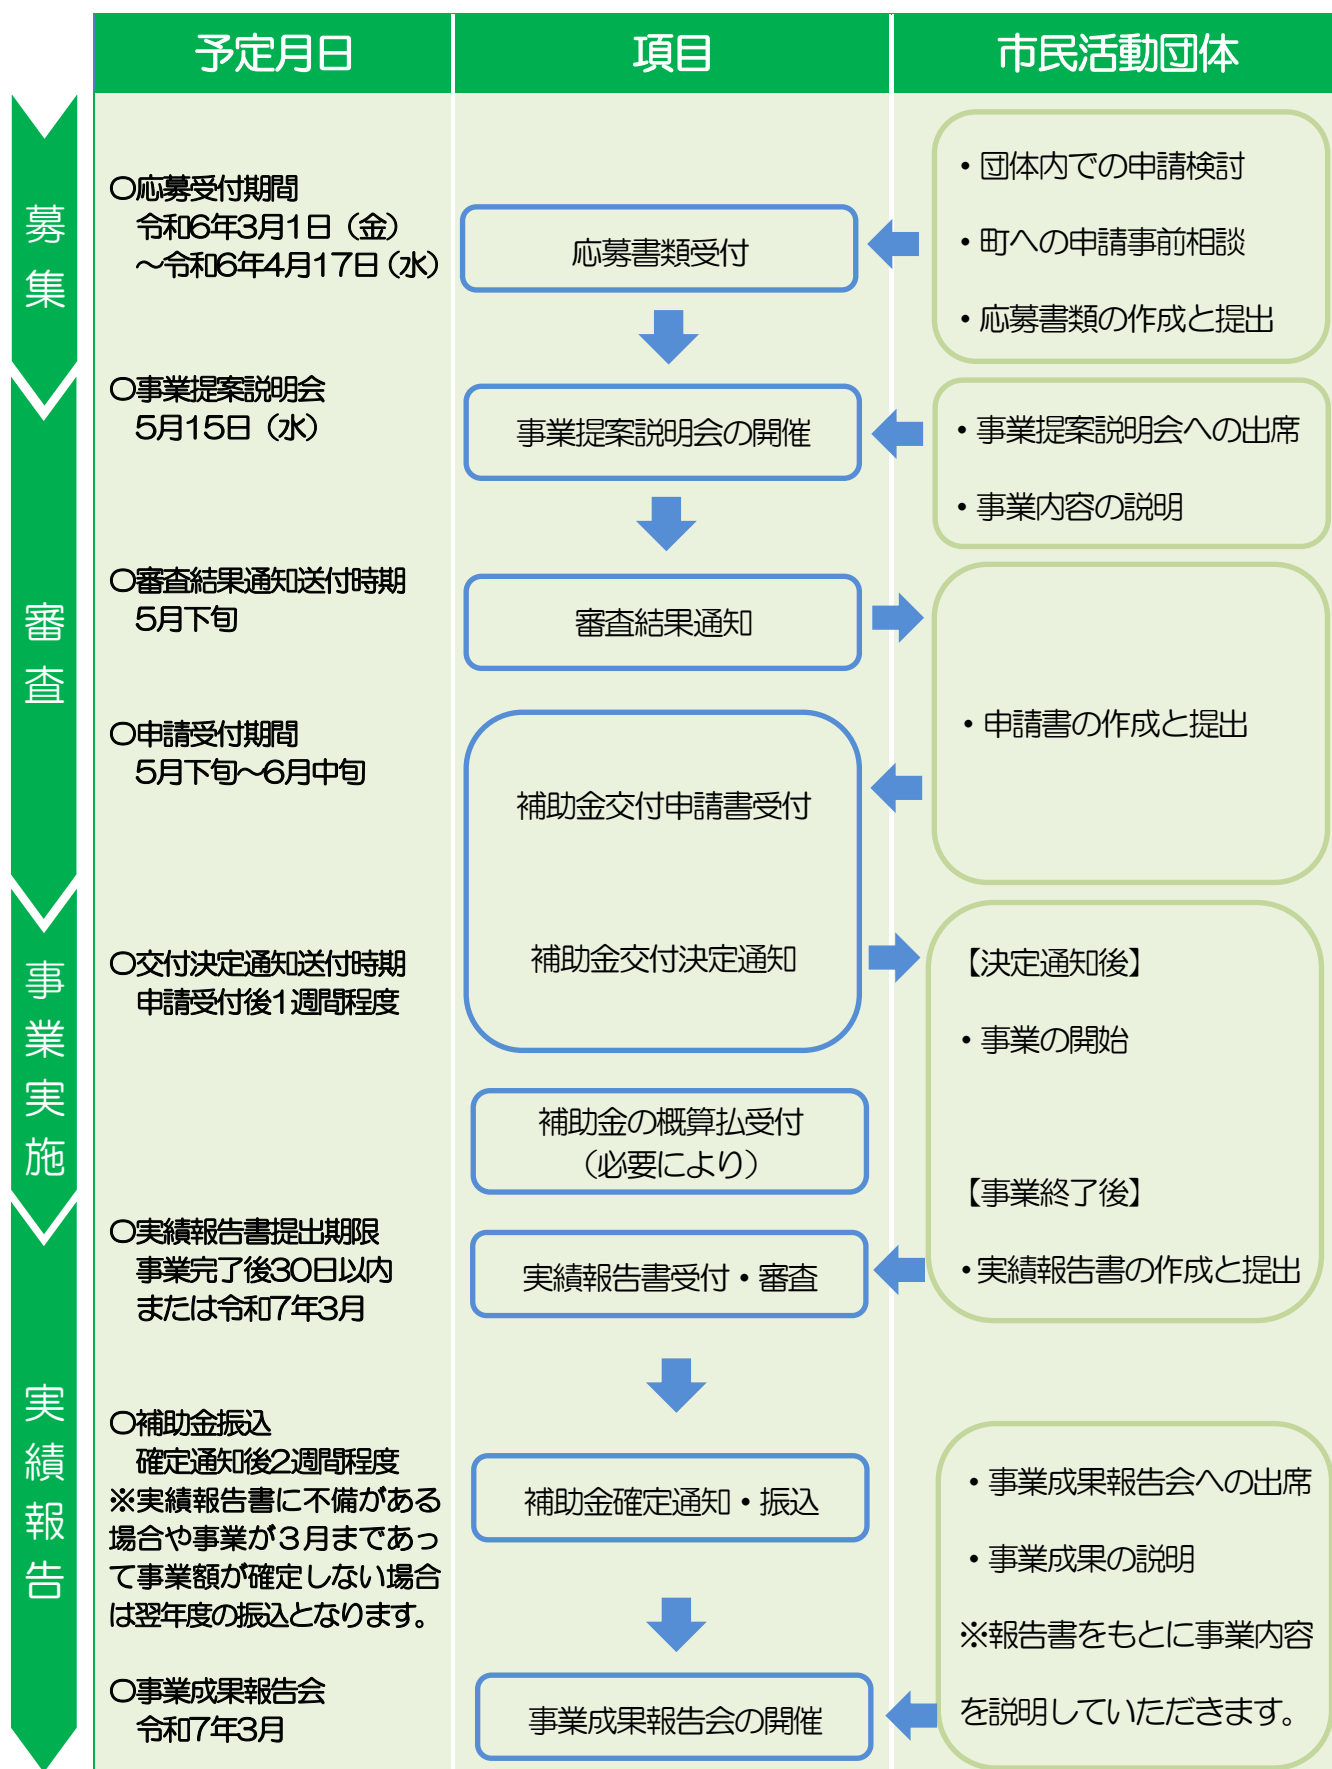 予定月日
項目
市民活動団体
募集
〇応募受付期間
令和6年3月1日（金）
～令和6年4月17日（水）
応募書類受付
・団体内での申請検討
・町への申請事前相談
・応募書類の作成と提出
審査
〇事業提案説明会
5月15日（水）
事業提案説明会の開催
・事業提案説明会への出席
・事業内容の説明
〇審査結果通知送付時期
5月下旬
審査結果通知
〇申請受付期間
5月下旬～6月中旬
補助金交付申請書受付
・申請書の作成と提出
事業実施
〇交付決定通知送付時期
申請受付後1週間程度
補助金交付決定通知
【決定通知後】
・事業の開始
補助金の概算払受付
（必要により）
【事業終了後】
・実績報告書の作成と提出
実績報告
〇実績報告書提出期限
事業完了後30日以内
または令和7年3月
実績報告書受付・審査
〇補助金振込
確定通知後2週間程度
※実績報告書に不備がある
場合や事業が３月まであっ
て事業額が確定しない場合
は翌年度の振込となります。
補助金確定通知・振込
・事業成果報告会への出席
・事業成果の説明
※報告書をもとに事業内容
を説明していただきます。
〇事業成果報告会
令和7年3月
事業成果報告会の開催